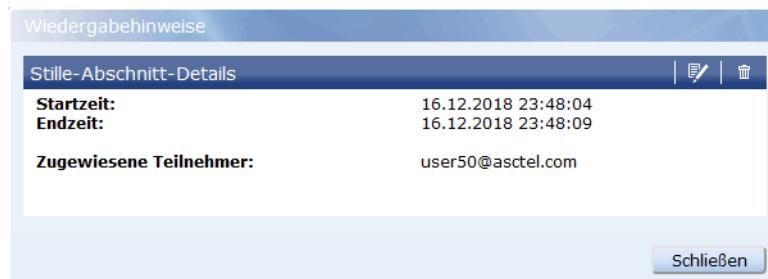 Wiedergabehinweise
Stille-Abschnitt-Details
Startzeit: 16.12.2018 23:48:04
Endzeit: 16.12.2018 23:48:09
Zugewiesene Teilnehmer: user50@asctel.com
Schließen